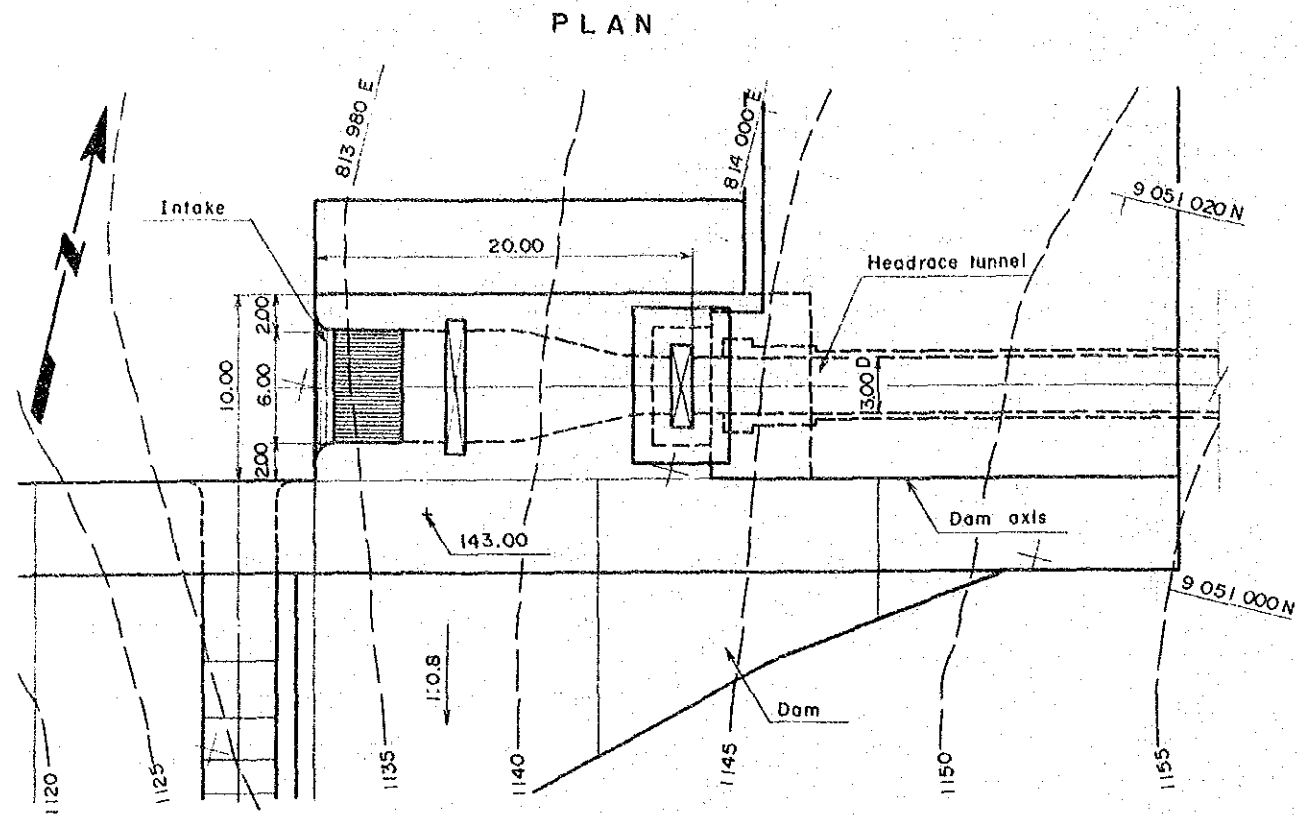 PLAN
813 980 E
814 000 E
9 051 020 N
N
Intake
20.00
Headrace tunnel
2.00
10.00
6.00
3.00 D
2.00
Dam axis
143.00
9 051 000 N
1:0.8
Dam
1120
1125
1135
1140
1145
1150
1155